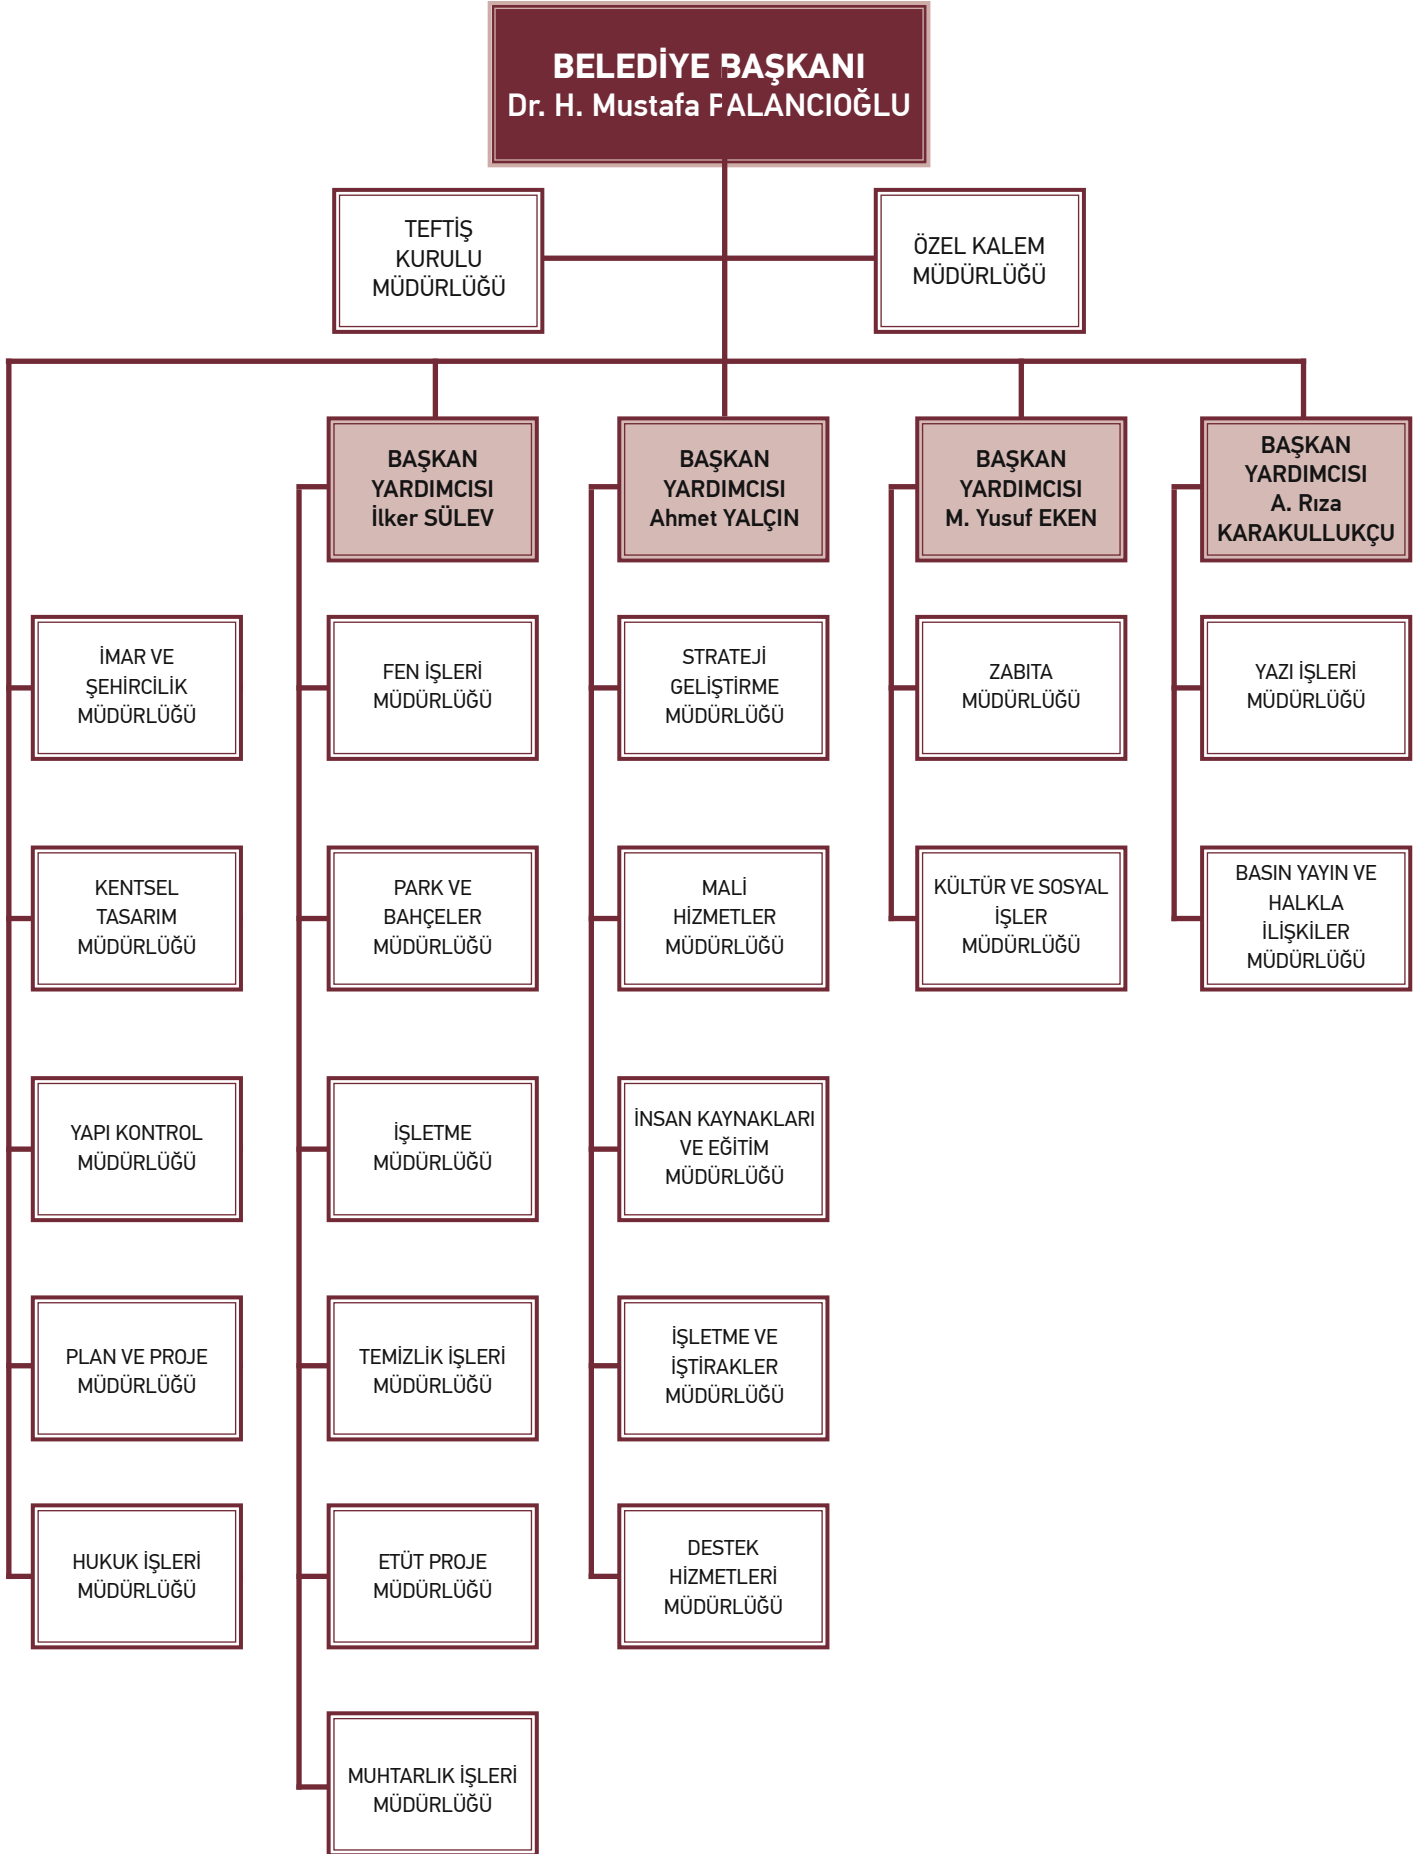 BELEDİYE BAŞKANI
Dr. H. Mustafa PALANCIOĞLU
TEFTİŞ
KURULU
MÜDÜRLÜĞÜ
ÖZEL KALEM
MÜDÜRLÜĞÜ
BAŞKAN
YARDIMCISI
İlker SÜLEV
BAŞKAN
YARDIMCISI
Ahmet YALÇIN
BAŞKAN
YARDIMCISI
M. Yusuf EKEN
BAŞKAN
YARDIMCISI
A. Rıza
KARAKULLUKÇU
İMAR VE
ŞEHİRCİLİK
MÜDÜRLÜĞÜ
FEN İŞLERİ
MÜDÜRLÜĞÜ
STRATEJİ
GELİŞTİRME
MÜDÜRLÜĞÜ
ZABITA
MÜDÜRLÜĞÜ
YAZI İŞLERİ
MÜDÜRLÜĞÜ
KENTSEL
TASARIM
MÜDÜRLÜĞÜ
PARK VE
BAHÇELER
MÜDÜRLÜĞÜ
MALİ
HİZMETLER
MÜDÜRLÜĞÜ
KÜLTÜR VE SOSYAL
İŞLER
MÜDÜRLÜĞÜ
BASIN YAYIN VE
HALKLA
İLİŞKİLER
MÜDÜRLÜĞÜ
YAPI KONTROL
MÜDÜRLÜĞÜ
İŞLETME
MÜDÜRLÜĞÜ
İNSAN KAYNAKLARI
VE EĞİTİM
MÜDÜRLÜĞÜ
PLAN VE PROJE
MÜDÜRLÜĞÜ
TEMİZLİK İŞLERİ
MÜDÜRLÜĞÜ
İŞLETME VE
İŞTİRAKLER
MÜDÜRLÜĞÜ
HUKUK İŞLERİ
MÜDÜRLÜĞÜ
ETÜT PROJE
MÜDÜRLÜĞÜ
DESTEK
HİZMETLERİ
MÜDÜRLÜĞÜ
MUHTARLIK İŞLERİ
MÜDÜRLÜĞÜ